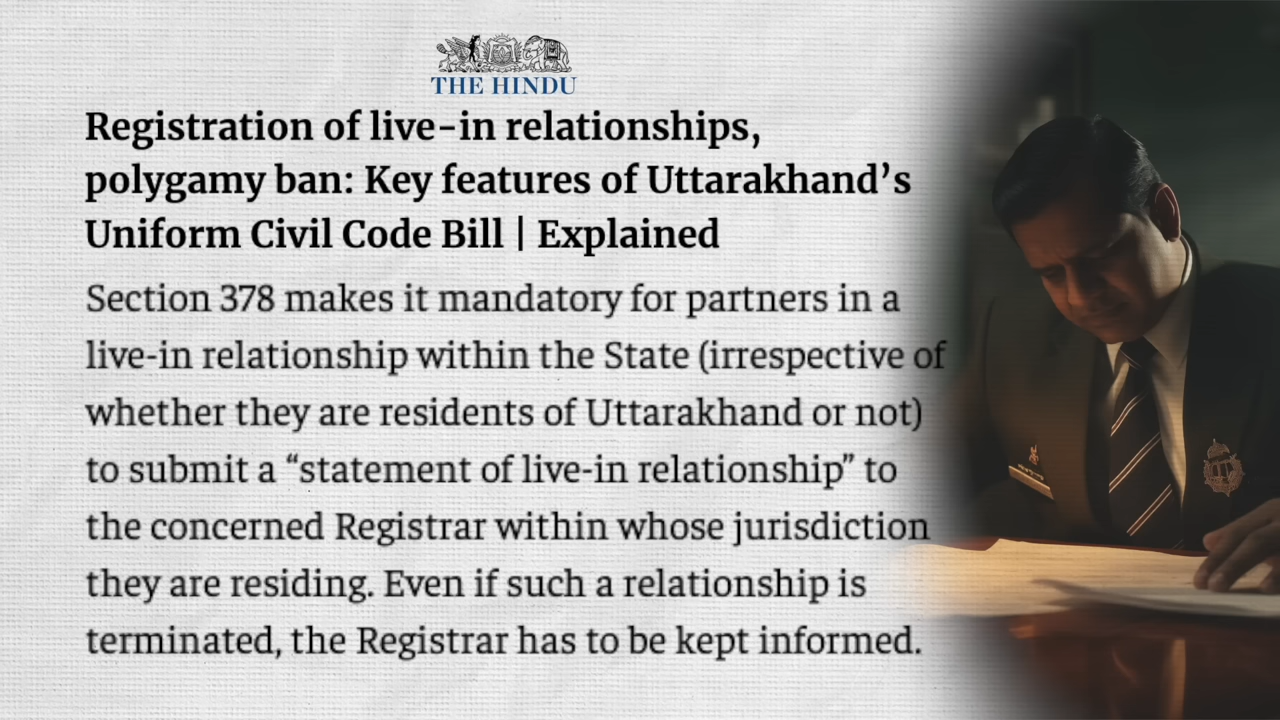 THE HINDU
Registration of live-in relationships,
polygamy ban: Key features of Uttarakhand’s
Uniform Civil Code Bill | Explained
Section 378 makes it mandatory for partners in a
live-in relationship within the State (irrespective of
whether they are residents of Uttarakhand or not)
to submit a “statement of live-in relationship” to
the concerned Registrar within whose jurisdiction
they are residing. Even if such a relationship is
terminated, the Registrar has to be kept informed.